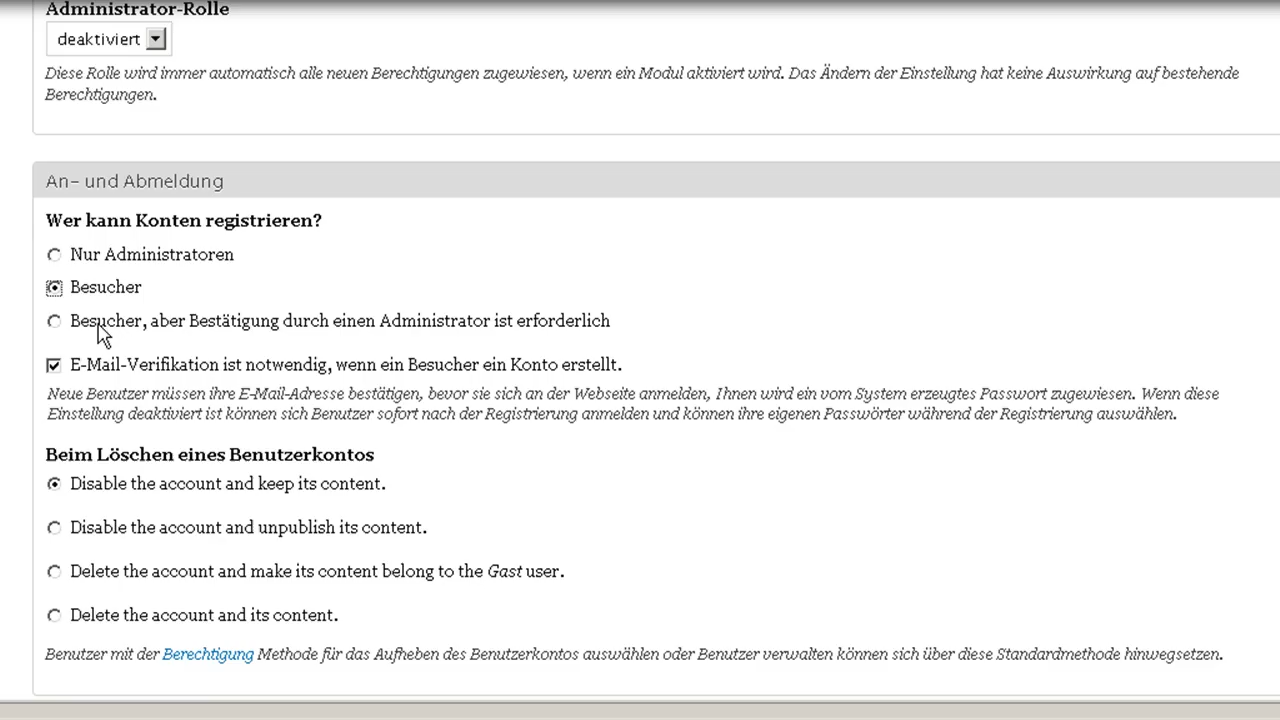 Administrator-Rolle
deaktiviert
Diese Rolle wird immer automatisch alle neuen Berechtigungen zugewiesen, wenn ein Modul aktiviert wird. Das Ändern der Einstellung hat keine Auswirkung auf bestehende
Berechtigungen.
An- und Abmeldung
Wer kann Konten registrieren?
Nur Administratoren
Besucher
Besucher, aber Bestätigung durch einen Administrator ist erforderlich
E-Mail-Verifikation ist notwendig, wenn ein Besucher ein Konto erstellt.
Neue Benutzer müssen ihre E-Mail-Adresse bestätigen, bevor sie sich an der Webseite anmelden, Ihnen wird ein vom System erzeugtes Passwort zugewiesen. Wenn diese
Einstellung deaktiviert ist können sich Benutzer sofort nach der Registrierung anmelden und können ihre eigenen Passwörter während der Registrierung auswählen.
Beim Löschen eines Benutzerkontos
Disable the account and keep its content.
Disable the account and unpublish its content.
Delete the account and make its content belong to the Gast user.
Delete the account and its content.
Benutzer mit der Berechtigung Methode für das Aufheben des Benutzerkontos auswählen oder Benutzer verwalten können sich über diese Standardmethode hinwegsetzen.